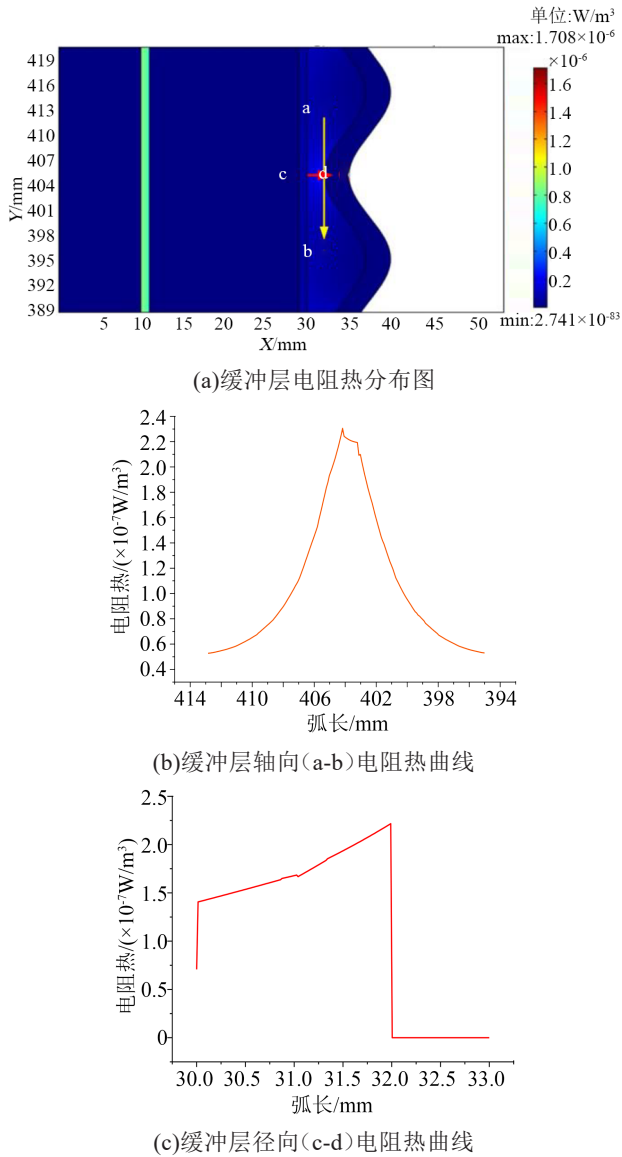 单位:W/m³
max:1.708×10⁻⁶
×10⁻⁶
419
416
413
410
407
404
401
398
395
392
389
Y/mm
a
c
d
b
1.6
1.4
1.2
1.0
0.8
0.6
0.4
0.2
min:2.741×10⁻⁸³
5 10 15 20 25 30 35 40 45 50
X/mm
(a)缓冲层电阻热分布图
2.4
2.2
2.0
1.8
1.6
1.4
1.2
1.0
0.8
0.6
0.4
电阻热/(×10⁻⁷W/m³)
414 410 406 402 398 394
弧长/mm
(b)缓冲层轴向(a-b)电阻热曲线
2.5
2.0
1.5
1.0
0.5
0
电阻热/(×10⁻⁷W/m³)
30.0 30.5 31.0 31.5 32.0 32.5 33.0
弧长/mm
(c)缓冲层径向(c-d)电阻热曲线